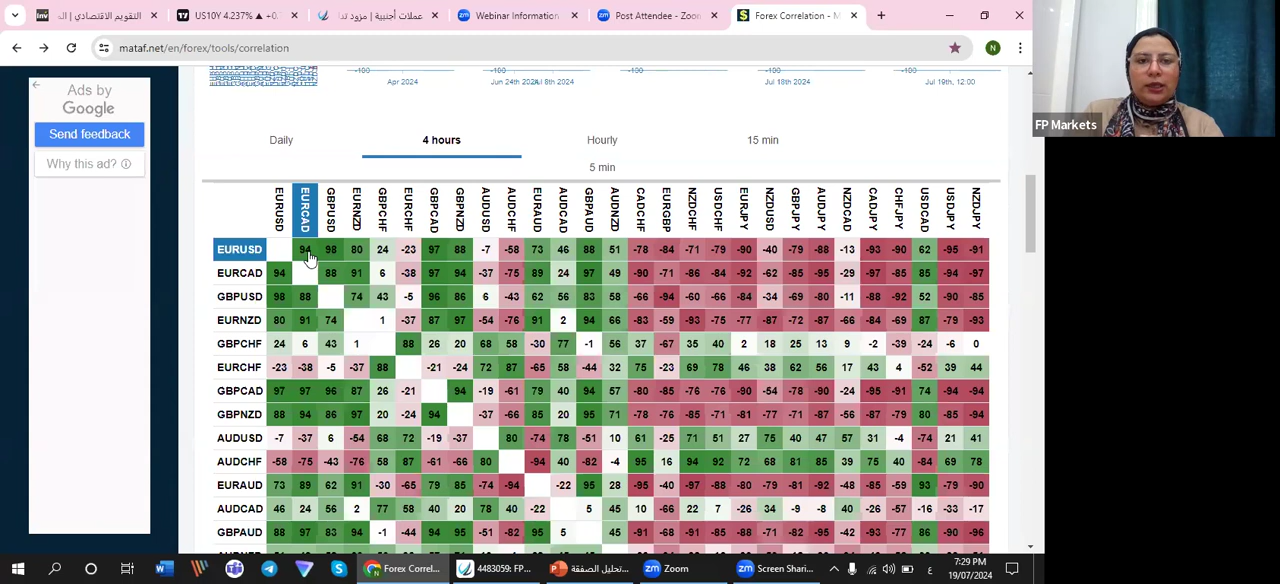 التقويم الاقتصادي | الد
US10Y 4.237% ▲ +0.
عملات أجنبية | مزود تدا
Webinar Information
Post Attendee - Zoo
Forex Correlation - M
mataf.net/en/forex/tools/correlation
N
Ads by
Google
Send feedback
Why this ad?
-100 -100 -100 -100 -100
Apr 2024 Jul 18th 2024 Jul 19th, 12:00
FP Markets
Daily 4 hours Hourly 15 min
5 min
EURUSD EURCAD GBPUSD EURNZD GBPCHF EURCHF GBPCAD GBPNZD AUDUSD AUDCHF EURAUD AUDCAD GBPAUD AUDNZD CADCHF EURGBP NZDCHF USDCHF EURJPY NZDUSD GBPJPY AUDJPY NZDCAD CADJPY CHFJPY USDCAD USDJPY NZDJPY
EURUSD 94 98 80 24 -23 97 88 -7 -58 73 46 88 51 -78 -84 -71 -79 -90 -40 -79 -88 -13 -93 -90 62 -95 -91
EURCAD 94 88 91 6 -38 97 94 -37 -75 89 24 97 49 -90 -71 -86 -84 -92 -62 -85 -95 -29 -97 -85 85 -94 -97
GBPUSD 98 88 74 43 -5 96 86 6 -43 62 56 83 58 -66 -94 -60 -66 -84 -34 -69 -80 -11 -88 -92 52 -90 -85
EURNZD 80 91 74 1 -37 87 97 -54 -76 91 2 94 66 -83 -59 -93 -75 -77 -87 -72 -87 -66 -84 -69 87 -79 -93
GBPCHF 24 6 43 1 88 26 20 68 58 -30 77 -1 56 37 -67 35 40 2 18 25 13 9 -2 -39 -24 -6 0
EURCHF -23 -38 -5 -37 88 -21 -24 72 87 -65 58 -44 32 75 -23 69 78 46 38 62 56 17 43 4 -52 39 44
GBPCAD 97 97 96 87 26 -21 94 -19 -61 79 40 94 57 -80 -85 -76 -76 -90 -54 -77 -88 -24 -95 -91 74 -94 -94
GBPNZD 88 94 86 97 20 -24 94 -37 -66 85 20 95 71 -78 -76 -85 -71 -81 -77 -71 -87 -56 -87 -79 80 -85 -94
AUDUSD -7 -37 6 -54 68 72 -19 -37 80 -74 78 -51 10 61 -25 71 51 27 75 40 47 57 31 -4 -74 21 41
AUDCHF -58 -75 -43 -76 58 87 -61 -66 80 -94 40 -82 -4 95 16 94 92 72 68 81 85 39 75 40 -84 69 78
EURAUD 73 89 62 91 -30 -65 79 85 -74 -94 -22 95 28 -95 -40 -97 -88 -80 -79 -81 -92 -48 -85 -59 93 -79 -90
AUDCAD 46 24 56 2 77 58 40 20 78 40 -22 5 45 10 -66 22 7 -26 34 -9 -8 40 -26 -57 -16 -33 -17
GBPAUD 88 97 83 94 -1 -44 94 95 -51 -82 95 5 45 -91 -68 -91 -85 -88 -71 -82 -95 -42 -93 -77 86 -90 -96
Forex Correl...
4483059: FP...
تحليل الصفقة...
Zoom
Screen Shari...
ع
7:29 PM
19/07/2024